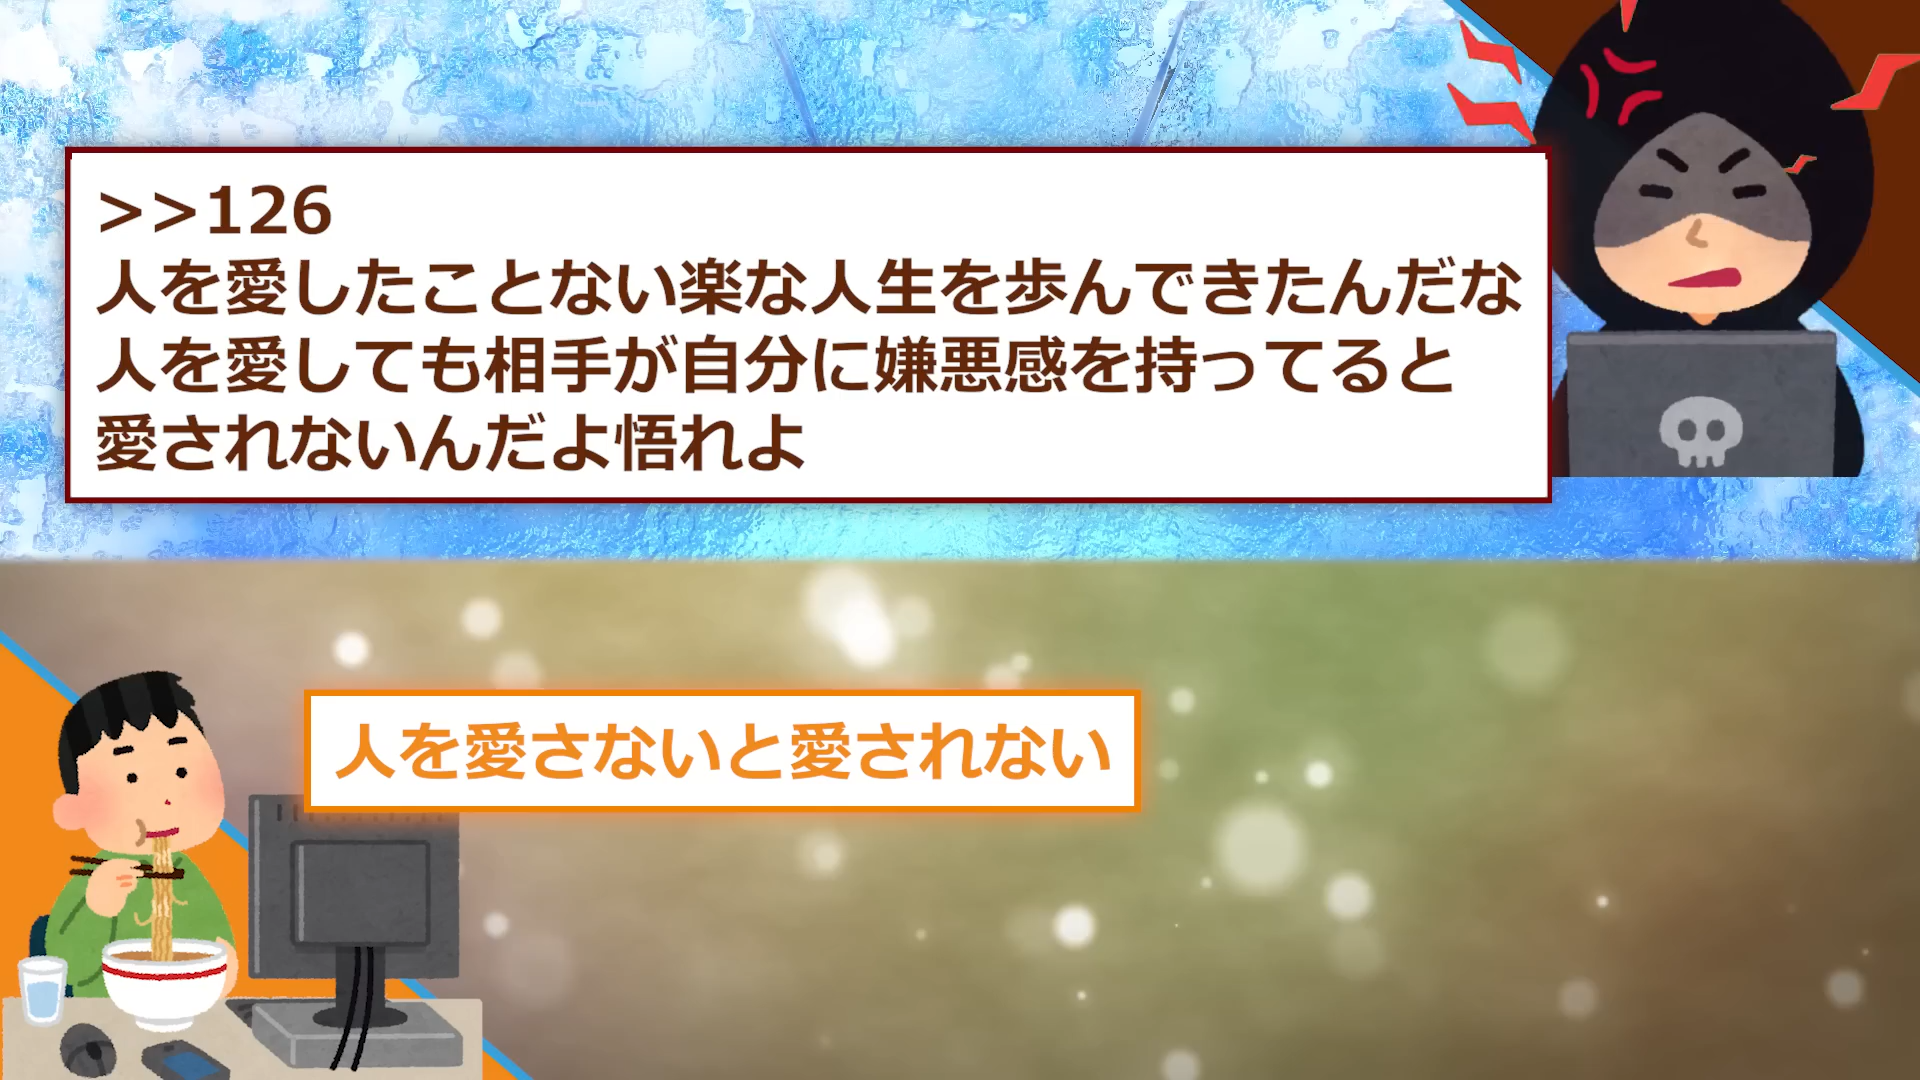 >>126
人を愛したことない楽な人生を歩んできたんだな
人を愛しても相手が自分に嫌悪感を持ってると
愛されないんだよ悟れよ
人を愛さないと愛されない